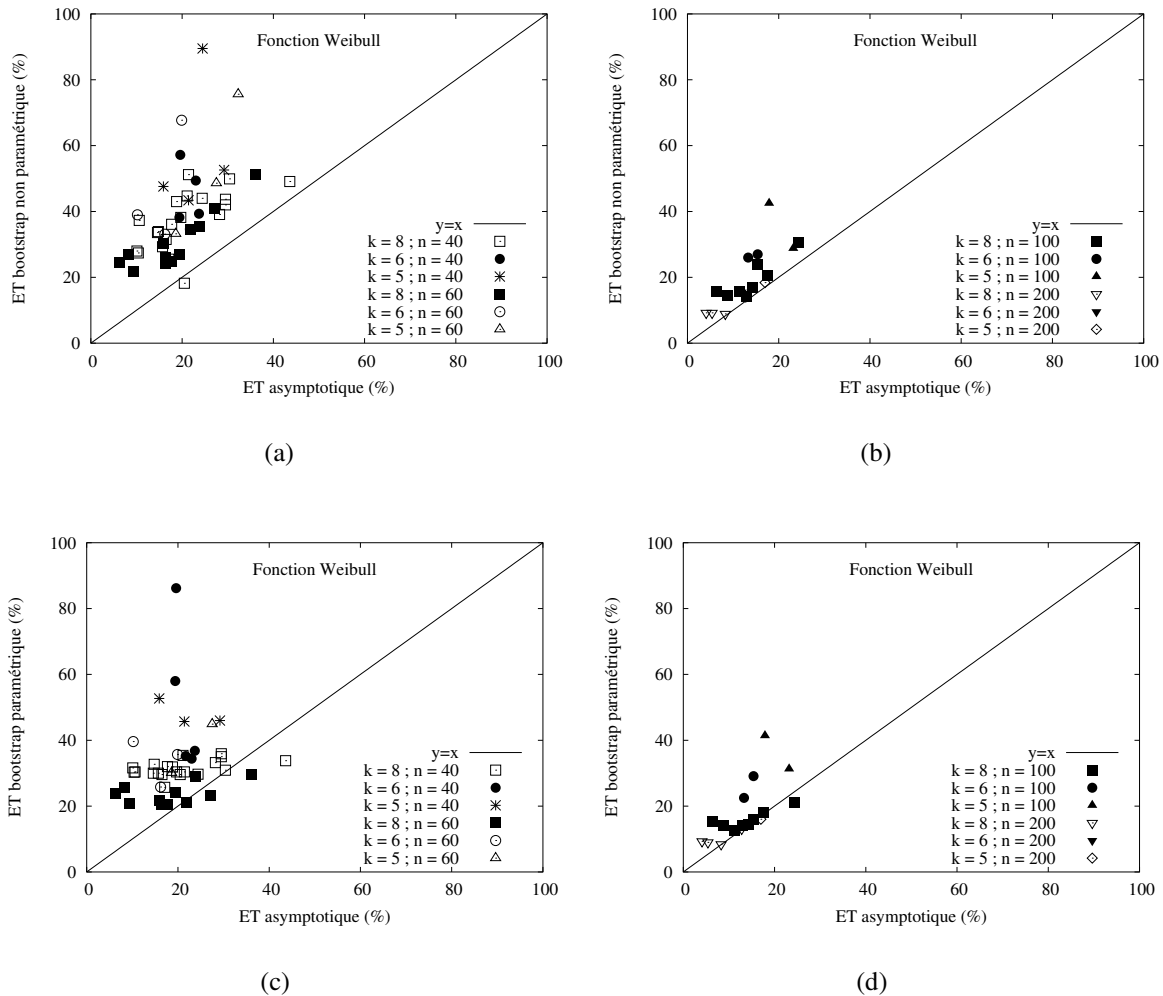 100
80
60
40
20
0
0 20 40 60 80 100
ET bootstrap non paramétrique (%)
ET asymptotique (%)
Fonction Weibull
y=x
k = 8 ; n = 40
k = 6 ; n = 40
k = 5 ; n = 40
k = 8 ; n = 60
k = 6 ; n = 60
k = 5 ; n = 60
(a)
100
80
60
40
20
0
0 20 40 60 80 100
ET bootstrap non paramétrique (%)
ET asymptotique (%)
Fonction Weibull
y=x
k = 8 ; n = 100
k = 6 ; n = 100
k = 5 ; n = 100
k = 8 ; n = 200
k = 6 ; n = 200
k = 5 ; n = 200
(b)
100
80
60
40
20
0
0 20 40 60 80 100
ET bootstrap paramétrique (%)
ET asymptotique (%)
Fonction Weibull
y=x
k = 8 ; n = 40
k = 6 ; n = 40
k = 5 ; n = 40
k = 8 ; n = 60
k = 6 ; n = 60
k = 5 ; n = 60
(c)
100
80
60
40
20
0
0 20 40 60 80 100
ET bootstrap paramétrique (%)
ET asymptotique (%)
Fonction Weibull
y=x
k = 8 ; n = 100
k = 6 ; n = 100
k = 5 ; n = 100
k = 8 ; n = 200
k = 6 ; n = 200
k = 5 ; n = 200
(d)